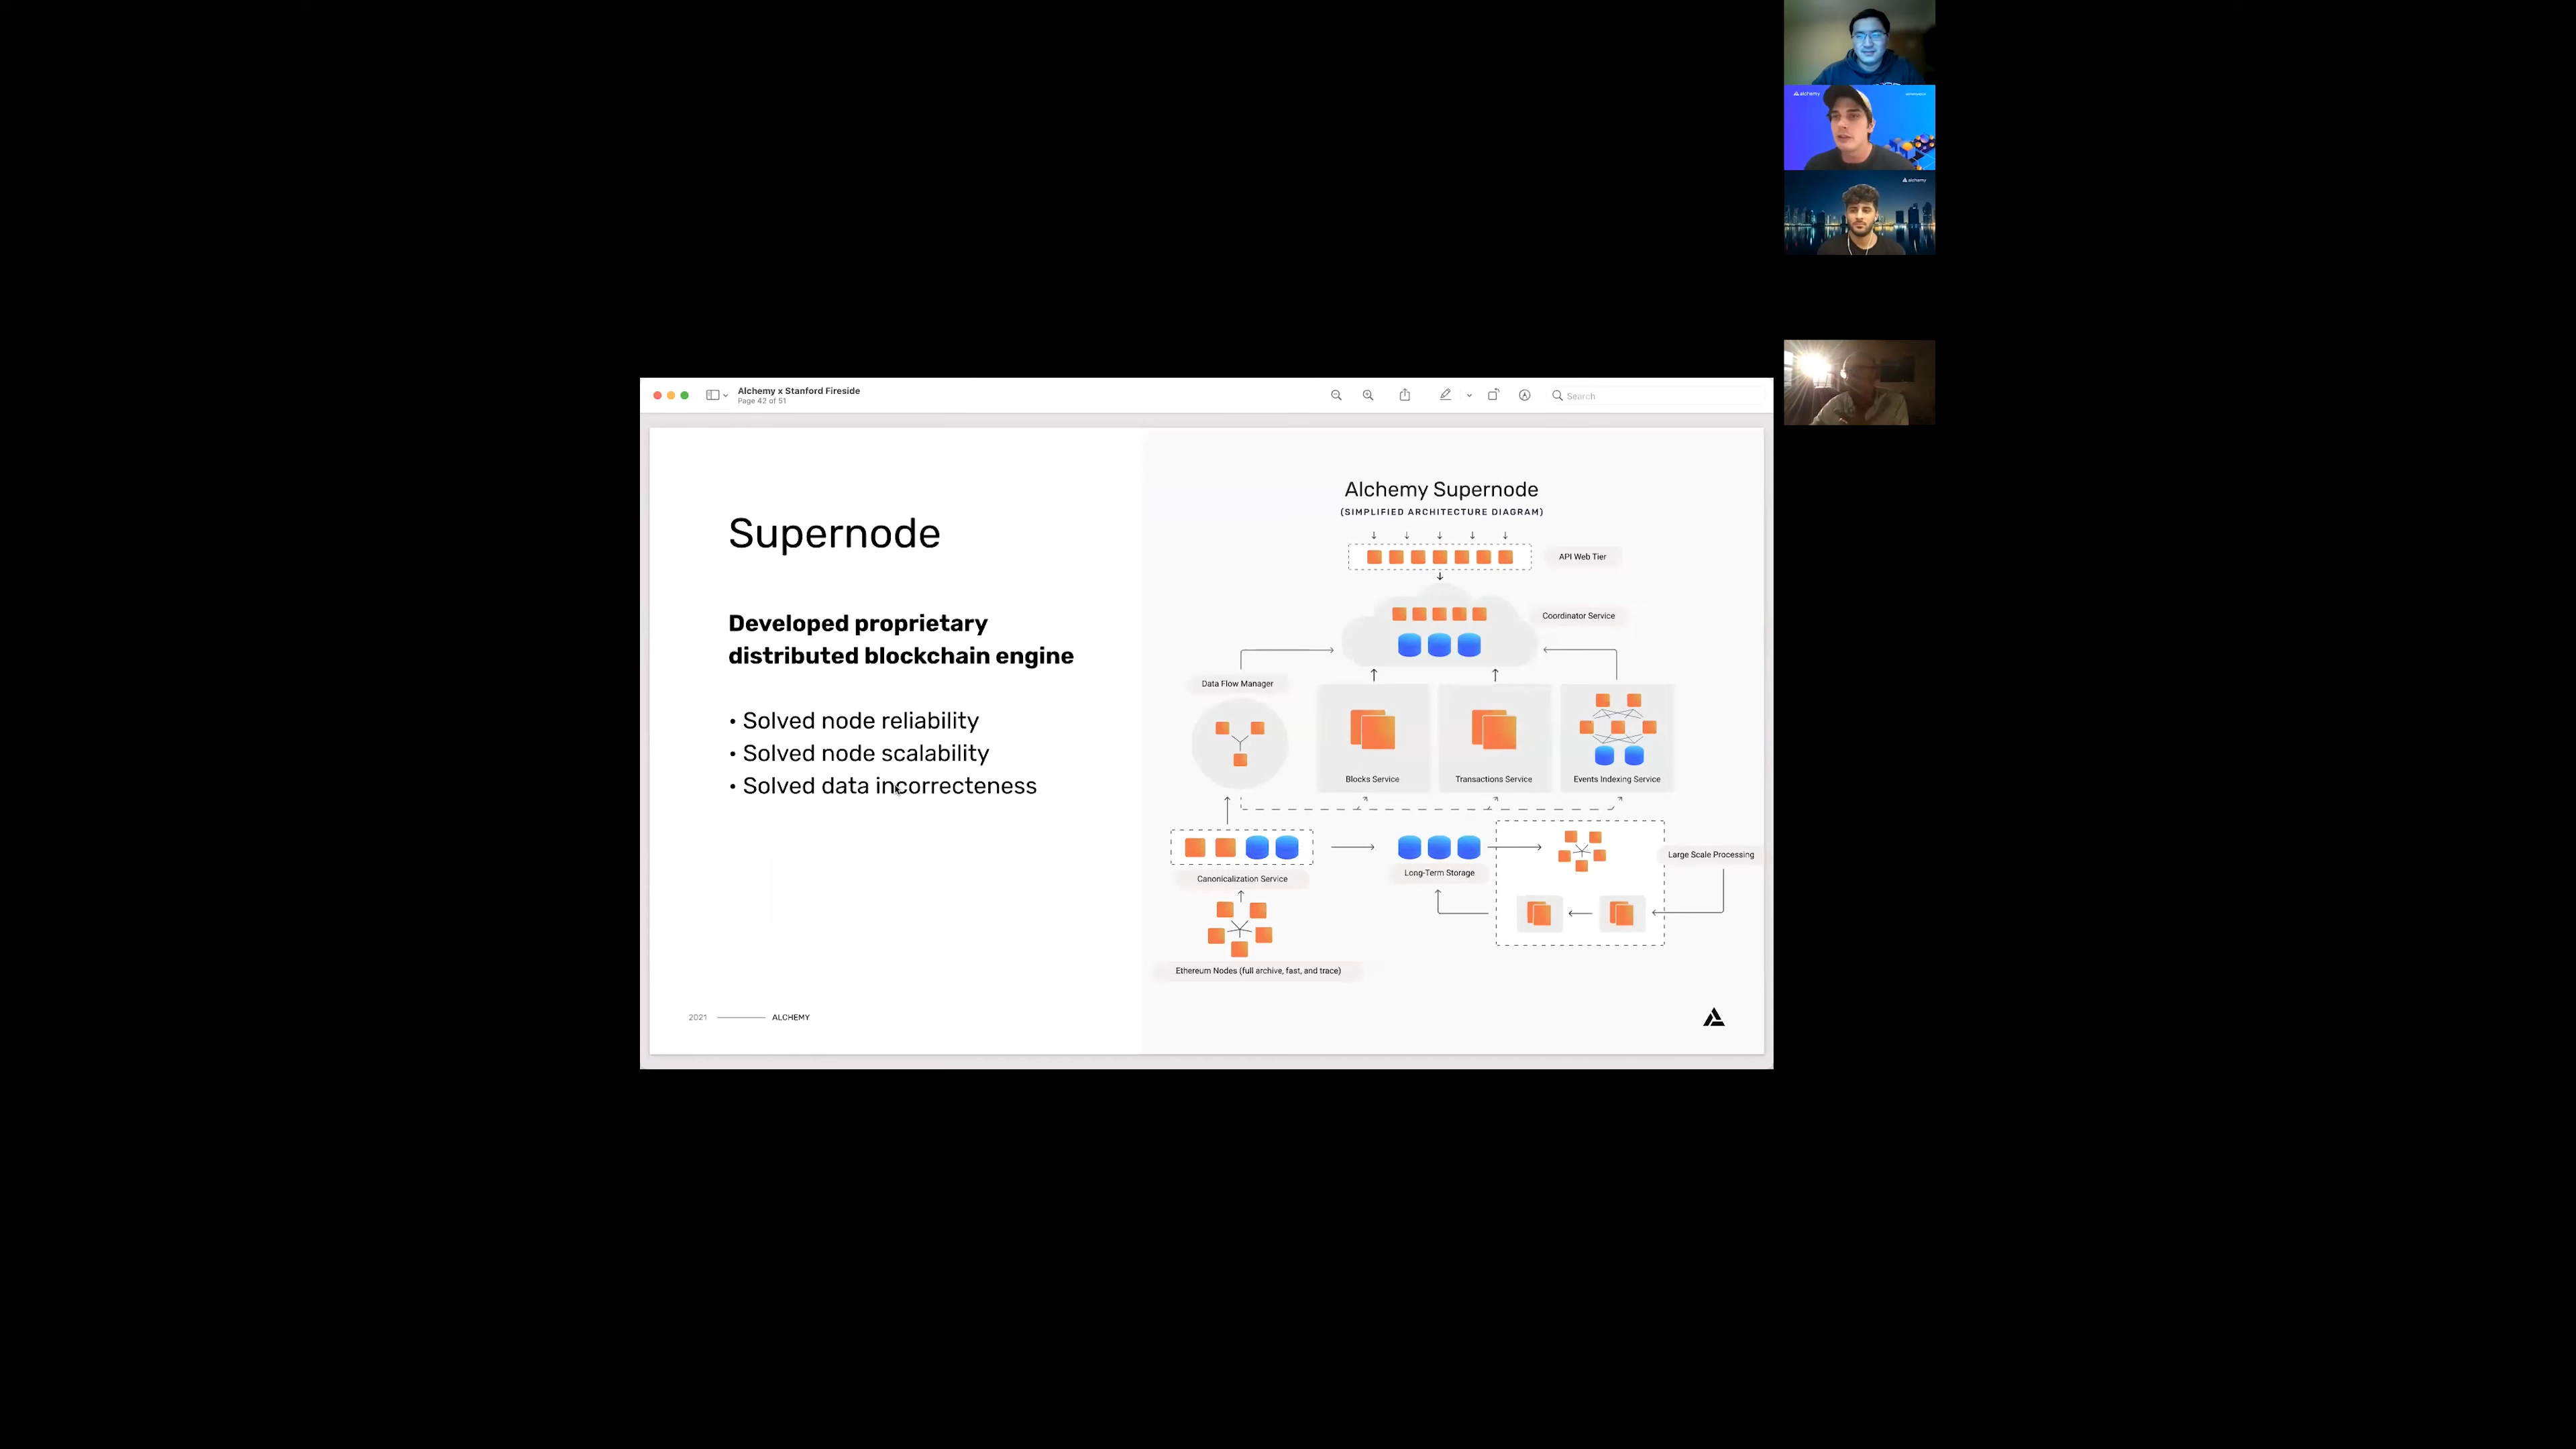 alchemy
alchemy
Alchemy x Stanford Fireside
Page 42 of 51
Search
Supernode
Developed proprietary
distributed blockchain engine
• Solved node reliability
• Solved node scalability
• Solved data incorrecteness
2021
ALCHEMY
Alchemy Supernode
(SIMPLIFIED ARCHITECTURE DIAGRAM)
API Web Tier
Coordinator Service
Data Flow Manager
Blocks Service
Transactions Service
Events Indexing Service
Canonicalization Service
Long-Term Storage
Large Scale Processing
Ethereum Nodes (full archive, fast, and trace)